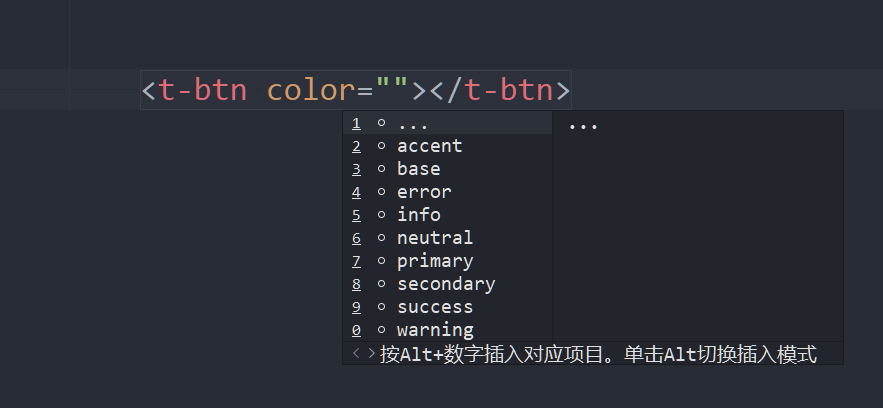 <t-btn color=""></t-btn>
1 ... ...
2 accent
3 base
4 error
5 info
6 neutral
7 primary
8 secondary
9 success
0 warning
按Alt+数字插入对应项目。单击Alt切换插入模式